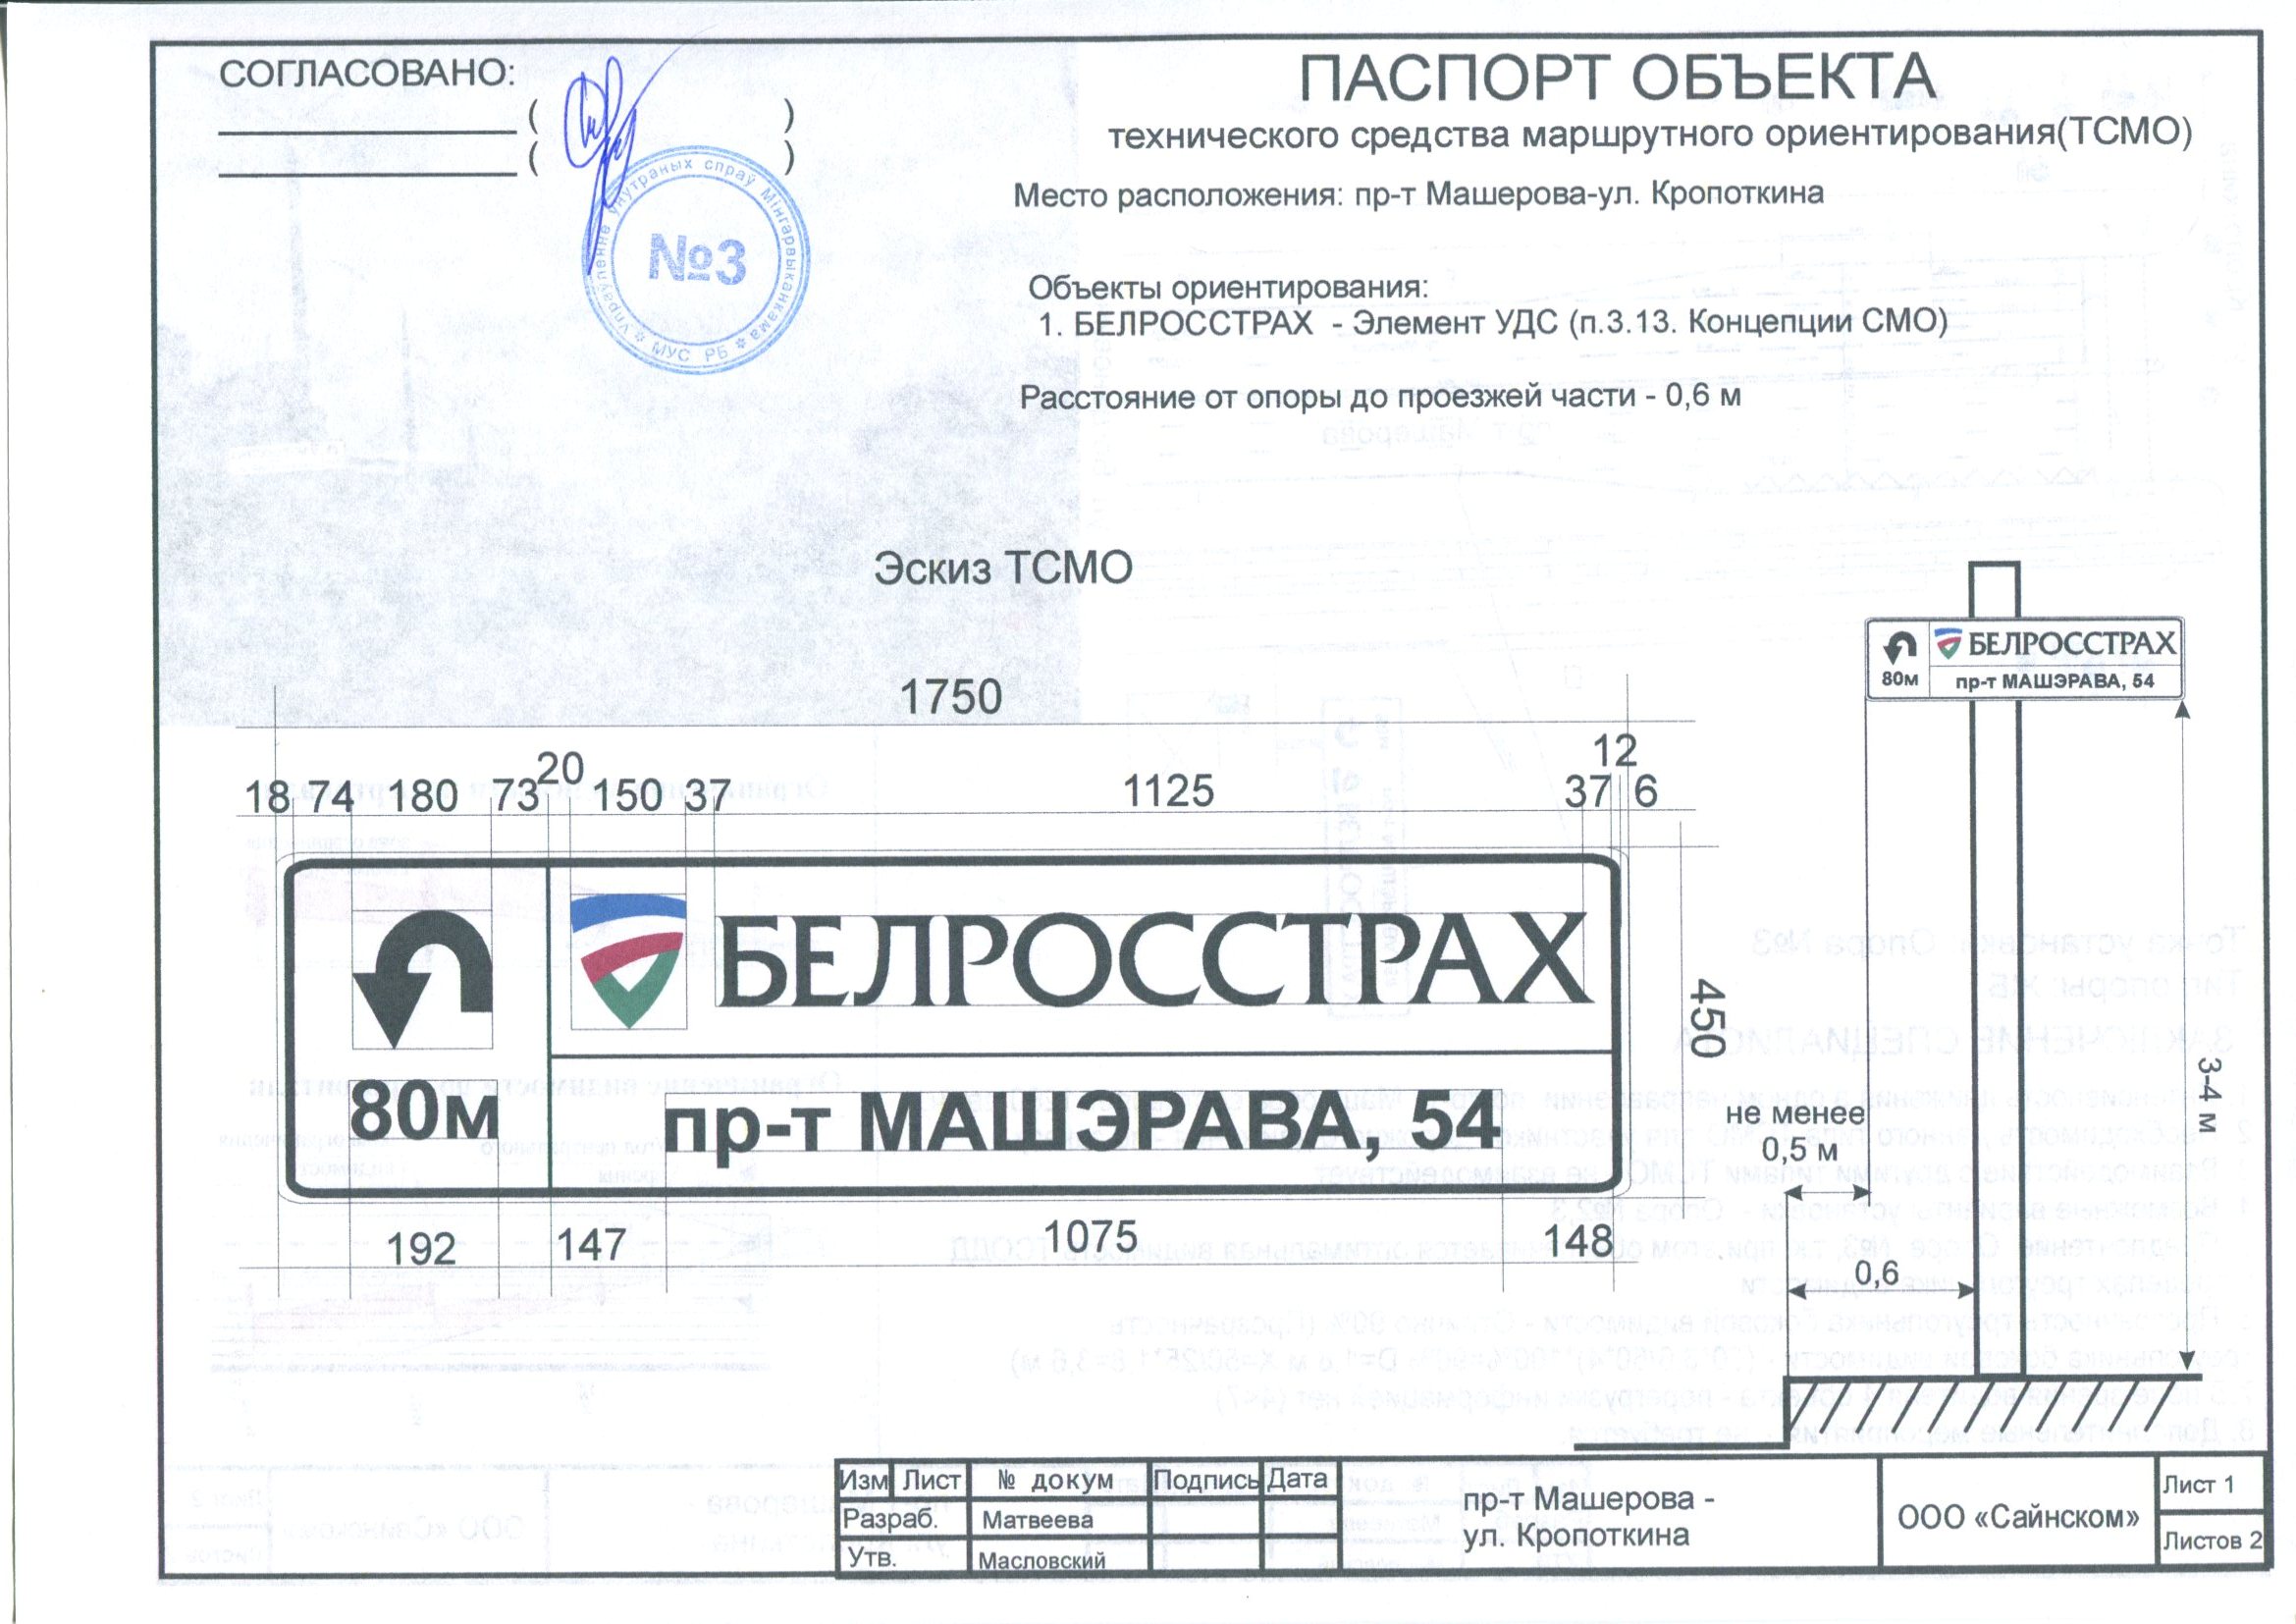 СОГЛАСОВАНО:
( )
( )
Упраўленне ўнутраных спраў Мінгарвыканкама
МУС РБ
№3
ПАСПОРТ ОБЪЕКТА
технического средства маршрутного ориентирования(ТСМО)
Место расположения: пр-т Машерова-ул. Кропоткина
Объекты ориентирования:
1. БЕЛРОССТРАХ - Элемент УДС (п.3.13. Концепции СМО)
Расстояние от опоры до проезжей части - 0,6 м
Эскиз ТСМО
1750
18 74 180 73 20 150 37 1125 37 12 6
БЕЛРОССТРАХ
80м
пр-т МАШЭРАВА, 54
450
192 147 1075 148
БЕЛРОССТРАХ
80м пр-т МАШЭРАВА, 54
3-4 м
не менее
0,5 м
0,6
Изм Лист № докум Подпись Дата
Разраб. Матвеева
Утв. Масловский
пр-т Машерова -
ул. Кропоткина
ООО «Сайнском»
Лист 1
Листов 2